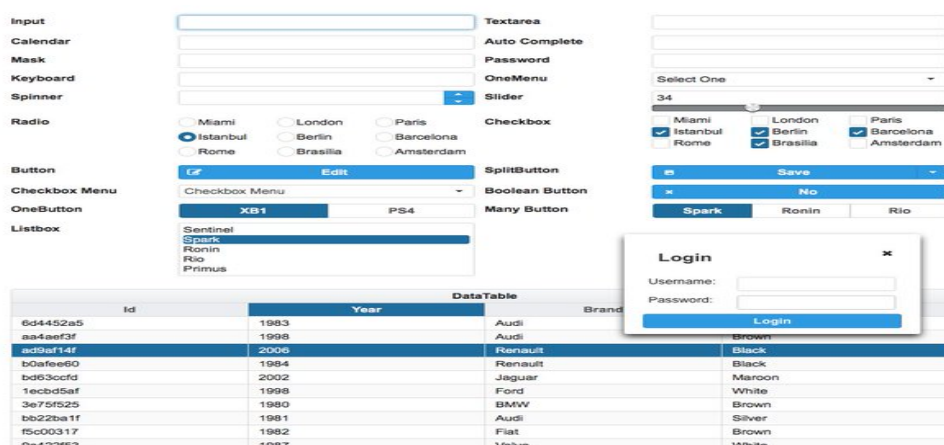 Input Textarea
Calendar Auto Complete
Mask Password
Keyboard OneMenu Select One
Spinner Slider 34
Radio Miami London Paris Checkbox Miami London Paris
Istanbul Berlin Barcelona Istanbul Berlin Barcelona
Rome Brasilia Amsterdam Rome Brasilia Amsterdam
Button Edit SplitButton Save
Checkbox Menu Checkbox Menu Boolean Button No
OneButton XB1 PS4 Many Button Spark Ronin Rio
Listbox Sentinel
Spark
Ronin
Rio
Primus
Login
Username:
Password:
Login
DataTable
Id Year Brand
6d4452a5 1983 Audi
aa4aef3f 1998 Audi Brown
ad9af14f 2006 Renault Black
b0afee60 1984 Renault Black
bd63ccfd 2002 Jaguar Maroon
1ecbd5af 1998 Ford White
3e75f525 1980 BMW Brown
bb22ba1f 1981 Audi Silver
f5c00317 1982 Fiat Brown
1987 Volvo White